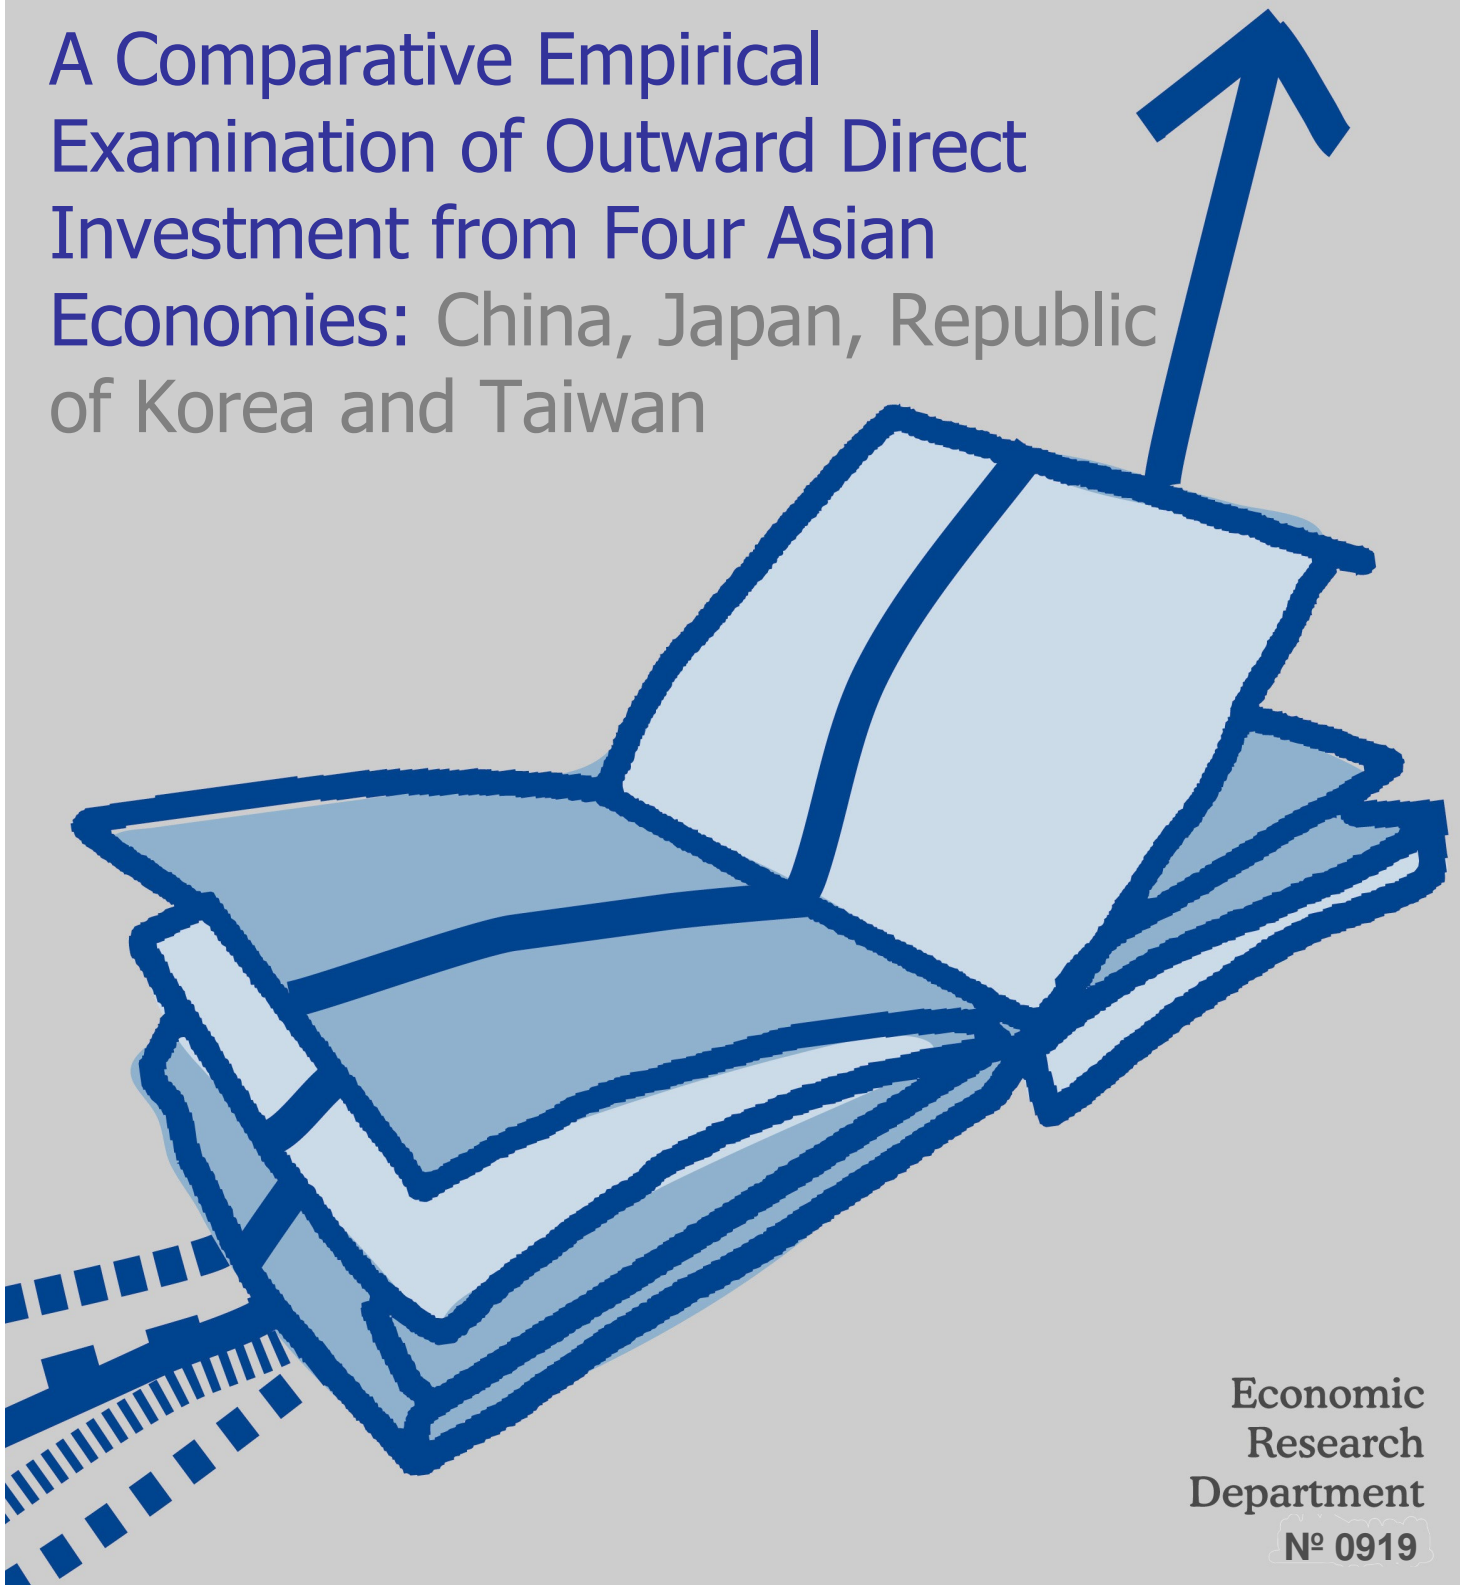 A Comparative Empirical
Examination of Outward Direct
Investment from Four Asian
Economies: China, Japan, Republic
of Korea and Taiwan
Economic
Research
Department
Nº 0919